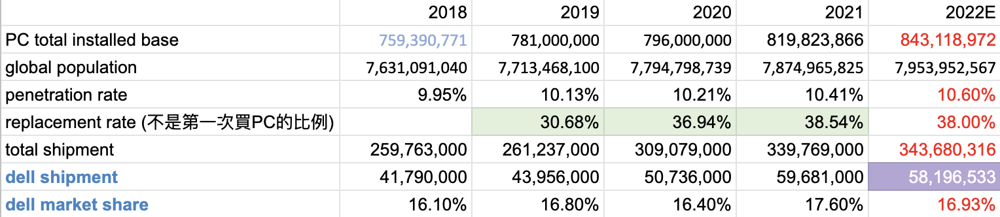 2018 2019 2020 2021 2022E
PC total installed base 759,390,771 781,000,000 796,000,000 819,823,866 843,118,972
global population 7,631,091,040 7,713,468,100 7,794,798,739 7,874,965,825 7,953,952,567
penetration rate 9.95% 10.13% 10.21% 10.41% 10.60%
replacement rate (不是第一次買PC的比例) 30.68% 36.94% 38.54% 38.00%
total shipment 259,763,000 261,237,000 309,079,000 339,769,000 343,680,316
dell shipment 41,790,000 43,956,000 50,736,000 59,681,000 58,196,533
dell market share 16.10% 16.80% 16.40% 17.60% 16.93%